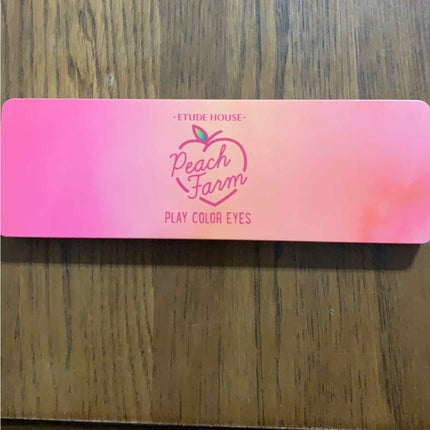 · ETUDE HOUSE ·
Peach
Farm
PLAY COLOR EYES